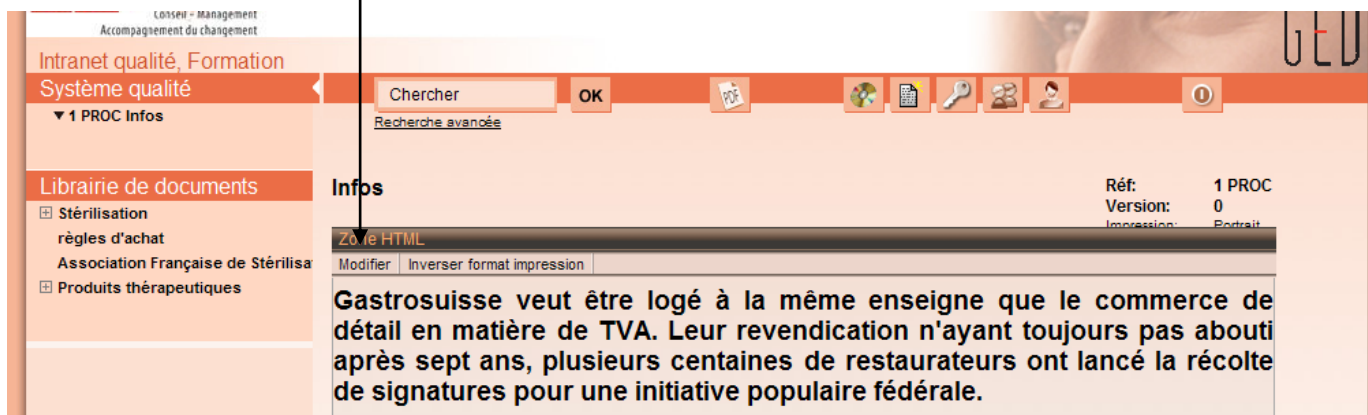 Conseil - Management
Accompagnement du changement
GED
Intranet qualité, Formation
Système qualité
▼ 1 PROC Infos
Chercher
OK
PDF
Recherche avancée
Librairie de documents
Stérilisation
règles d'achat
Association Française de Stérilisa
Produits thérapeutiques
Infos
Réf: 1 PROC
Version: 0
Impression: Portrait
Zone HTML
Modifier Inverser format impression
Gastrosuisse veut être logé à la même enseigne que le commerce de
détail en matière de TVA. Leur revendication n'ayant toujours pas abouti
après sept ans, plusieurs centaines de restaurateurs ont lancé la récolte
de signatures pour une initiative populaire fédérale.